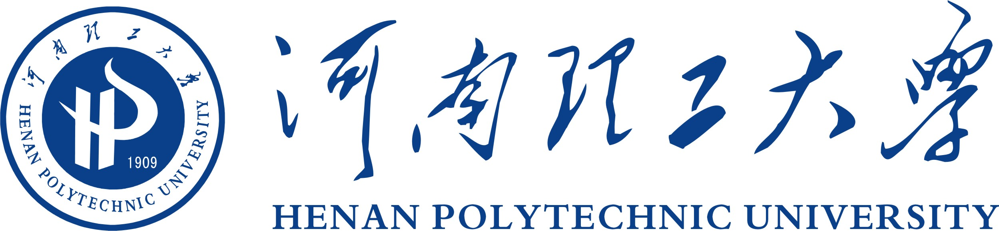 河南理工大学
HENAN POLYTECHNIC UNIVERSITY
1909
河南理工大学
HENAN POLYTECHNIC UNIVERSITY